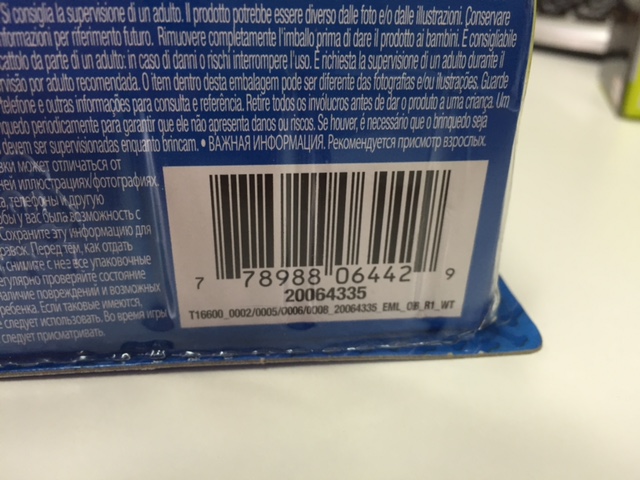 Si consiglia la supervisione di un adulto. Il prodotto potrebbe essere diverso dalle foto e/o dalle illustrazioni. Conservare
informazioni per riferimento futuro. Rimuovere completamente l'imballo prima di dare il prodotto ai bambini. È consigliabile
da parte di un adulto: in caso di danni o rischi interrompere l'uso. É richiesta la supervisione di un adulto durante il
por adulto recomendada. O item dentro desta embalagem pode ser diferente das fotografias e/ou illustrações. Guarde
telefone e outras informações para consulta e referência. Retire todos os invólucros antes de dar o produto a uma criança. Um
periodicamente para garantir que ele não apresenta danos ou riscos. Se houver, é necessário que o brinquedo seja
devem ser supervisionadas enquanto brincam. • ВАЖНАЯ ИНФОРМАЦИЯ. Рекомендуется присмотр взрослых.
может отличаться от
иллюстрациях/фотографиях.
телефоны и другую
у вас была возможность с
Сохраните эту информацию для
Перед тем, как отдать
снимите с нее все упаковочные
проверяйте состояние
наличие повреждений и возможных
ребенка. Если таковые имеются,
следует использовать. Во время игры
следует присматривать.
7 78988 06442 9
20064335
T16600_0002/0005/0006/0008_20064335_EML_OB_R1_WT